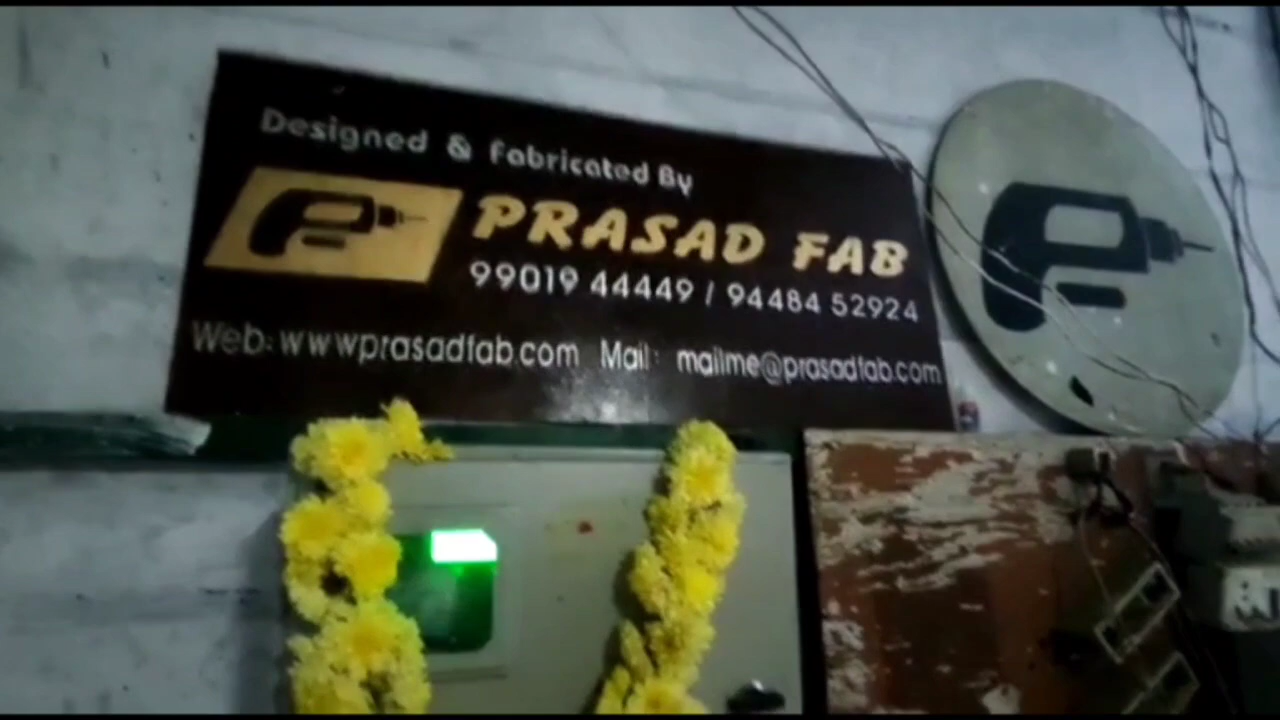 Designed & Fabricated By
PRASAD FAB
99019 44449 / 94484 52924
Web: www.prasadfab.com Mail: mailme@prasadfab.com